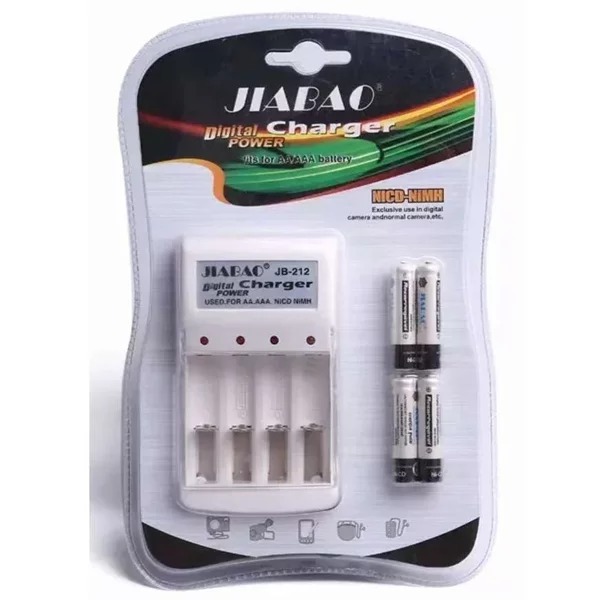 JIABAO®
Digital POWER Charger
fits for AA/AAA battery
NICD-NIMH
Exclusive use in digital
camera andnormal camera,etc.
JIABAO® JB-212
Digital POWER Charger
USED.FOR AA.AAA. NICD NIMH